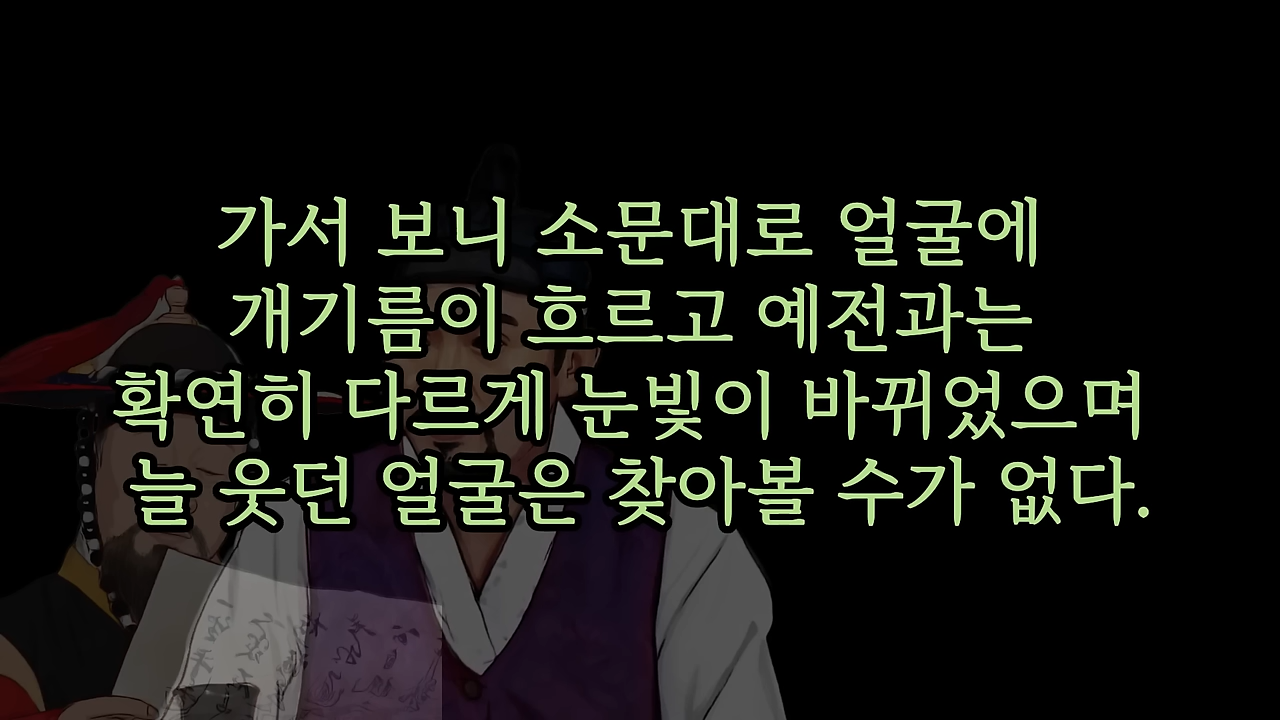 가서 보니 소문대로 얼굴에
개기름이 흐르고 예전과는
확연히 다르게 눈빛이 바뀌었으며
늘 웃던 얼굴은 찾아볼 수가 없다.